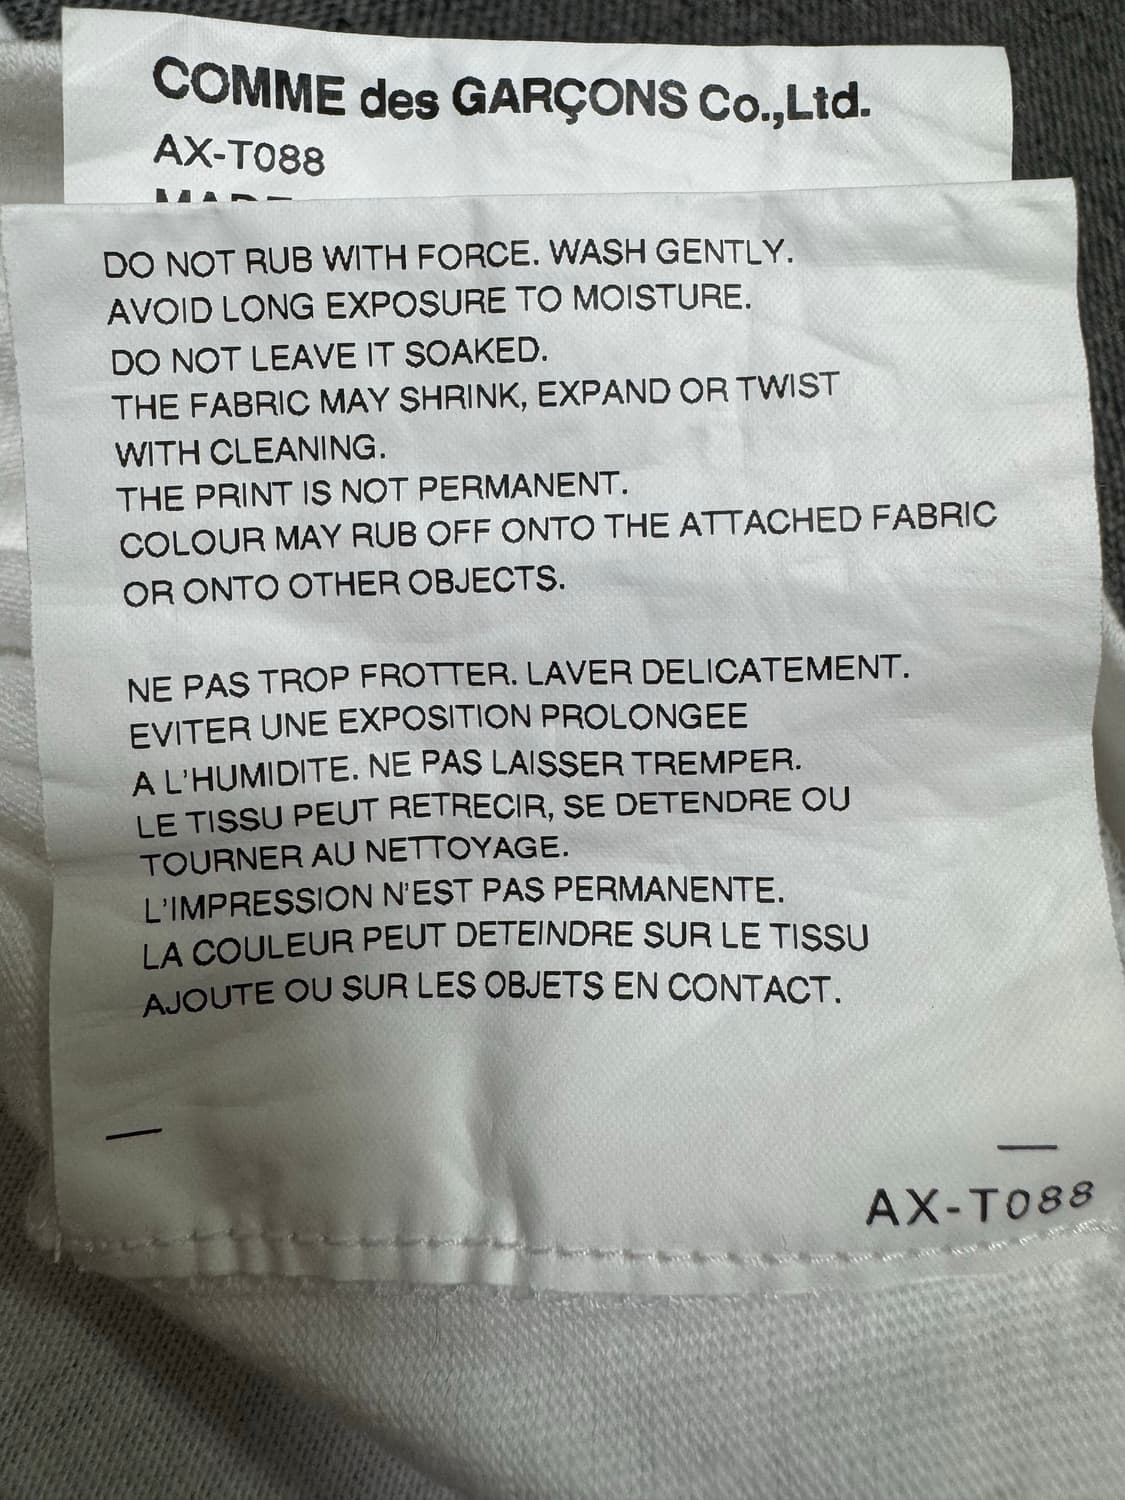 COMME des GARÇONS Co.,Ltd.
AX-T088
DO NOT RUB WITH FORCE. WASH GENTLY.
AVOID LONG EXPOSURE TO MOISTURE.
DO NOT LEAVE IT SOAKED.
THE FABRIC MAY SHRINK, EXPAND OR TWIST
WITH CLEANING.
THE PRINT IS NOT PERMANENT.
COLOUR MAY RUB OFF ONTO THE ATTACHED FABRIC
OR ONTO OTHER OBJECTS.
NE PAS TROP FROTTER. LAVER DELICATEMENT.
EVITER UNE EXPOSITION PROLONGEE
A L'HUMIDITE. NE PAS LAISSER TREMPER.
LE TISSU PEUT RETRECIR, SE DETENDRE OU
TOURNER AU NETTOYAGE.
L'IMPRESSION N'EST PAS PERMANENTE.
LA COULEUR PEUT DETEINDRE SUR LE TISSU
AJOUTE OU SUR LES OBJETS EN CONTACT.
AX-T088